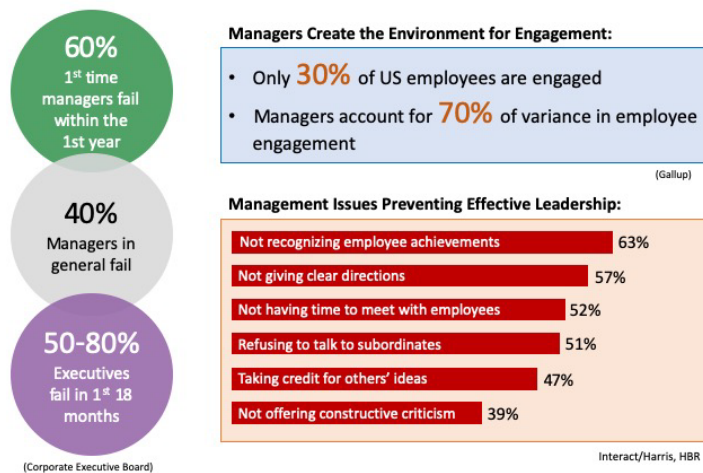 60%
1st time
managers fail
within the
1st year
40%
Managers in
general fail
50-80%
Executives
fail in 1st 18
months
(Corporate Executive Board)
Managers Create the Environment for Engagement:
• Only 30% of US employees are engaged
• Managers account for 70% of variance in employee
engagement
(Gallup)
Management Issues Preventing Effective Leadership:
Not recognizing employee achievements 63%
Not giving clear directions 57%
Not having time to meet with employees 52%
Refusing to talk to subordinates 51%
Taking credit for others' ideas 47%
Not offering constructive criticism 39%
Interact/Harris, HBR